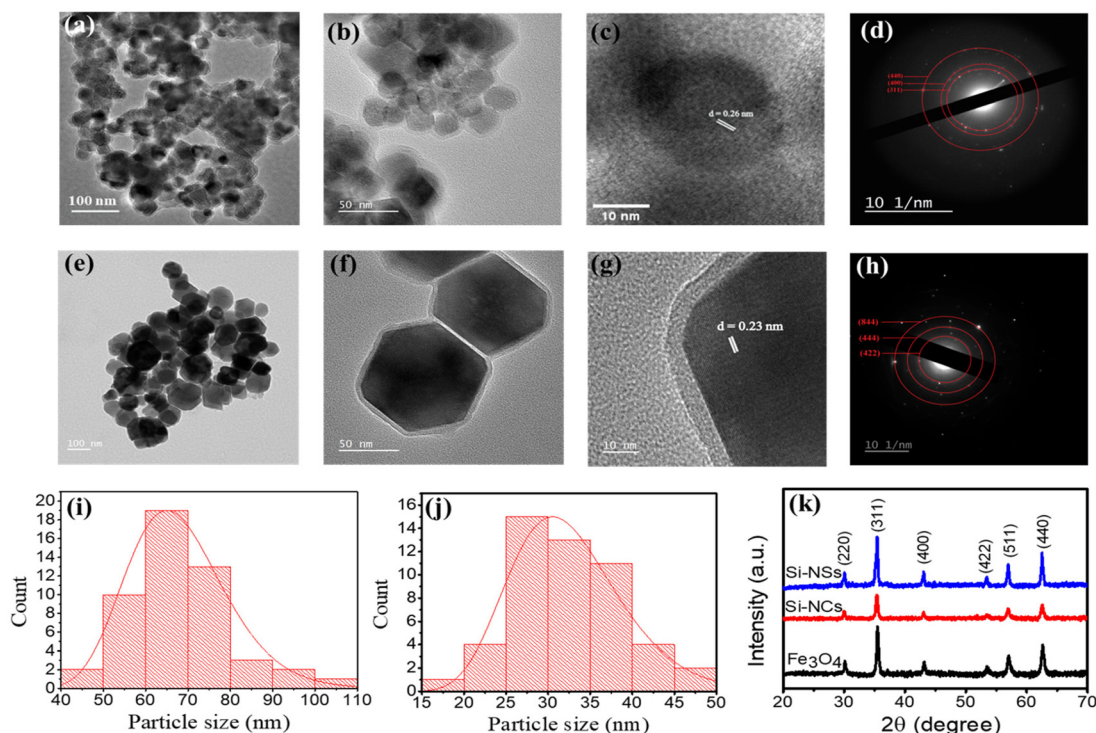 (a)
100 nm
(b)
50 nm
(c)
d = 0.26 nm
10 nm
(d)
(440)
(400)
(311)
10 1/nm
(e)
100 nm
(f)
50 nm
(g)
d = 0.23 nm
10 nm
(h)
(844)
(444)
(422)
10 1/nm
(i)
20
18
16
14
12
10
8
6
4
2
0
Count
40 50 60 70 80 90 100 110
Particle size (nm)
(j)
16
14
12
10
8
6
4
2
0
Count
15 20 25 30 35 40 45 50
Particle size (nm)
(k)
Intensity (a.u.)
(220)
(311)
(400)
(422)
(511)
(440)
Si-NSs
Si-NCs
Fe₃O₄
20 30 40 50 60 70
2θ (degree)